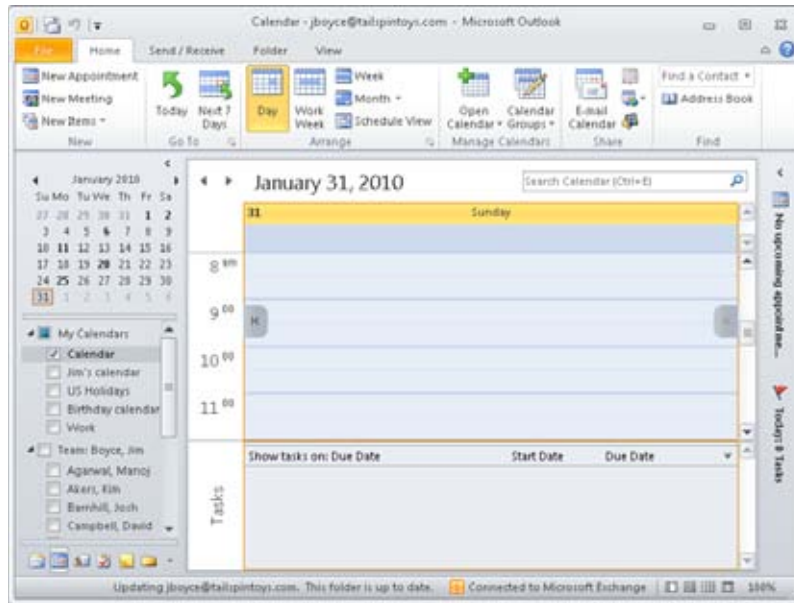 Calendar - jboyce@tailspintoys.com - Microsoft Outlook
File Home Send / Receive Folder View
New Appointment
New Meeting
New Items
Today
Next 7 Days
Day
Work Week
Week
Month
Schedule View
Open Calendar
Calendar Groups
E-mail Calendar
Share
Find a Contact
Address Book
New Go To Arrange Manage Calendars Share Find
January 2010
Su Mo Tu We Th Fr Sa
27 28 29 30 31 1 2
3 4 5 6 7 8 9
10 11 12 13 14 15 16
17 18 19 20 21 22 23
24 25 26 27 28 29 30
31 1 2 3 4 5 6
My Calendars
Calendar
Jim's calendar
US Holidays
Birthday calendar
Work
Team: Boyce, Jim
Agarwal, Manoj
Akers, Kim
Barnhill, Josh
Campbell, David
January 31, 2010
Search Calendar (Ctrl+E)
31 Sunday
8 am
9 00
10 00
11 00
Tasks
Show tasks on: Due Date Start Date Due Date
No upcoming appointme...
Today: 0 Tasks
Updating jboyce@tailspintoys.com. This folder is up to date. Connected to Microsoft Exchange 100%